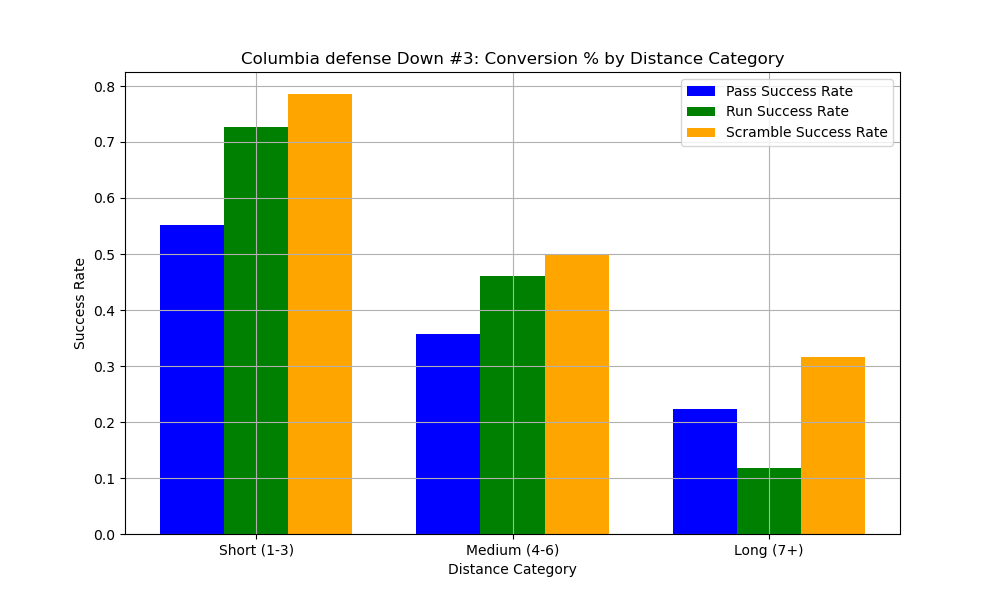 Columbia defense Down #3: Conversion % by Distance Category
Pass Success Rate
Run Success Rate
Scramble Success Rate
Success Rate
0.8
0.7
0.6
0.5
0.4
0.3
0.2
0.1
0.0
Short (1-3)
Medium (4-6)
Long (7+)
Distance Category